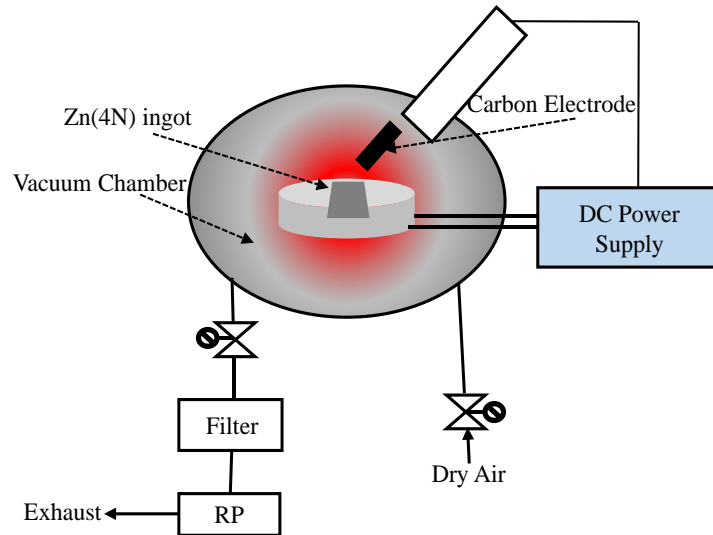 Carbon Electrode
Zn(4N) ingot
Vacuum Chamber
DC Power
Supply
Filter
Dry Air
Exhaust
RP